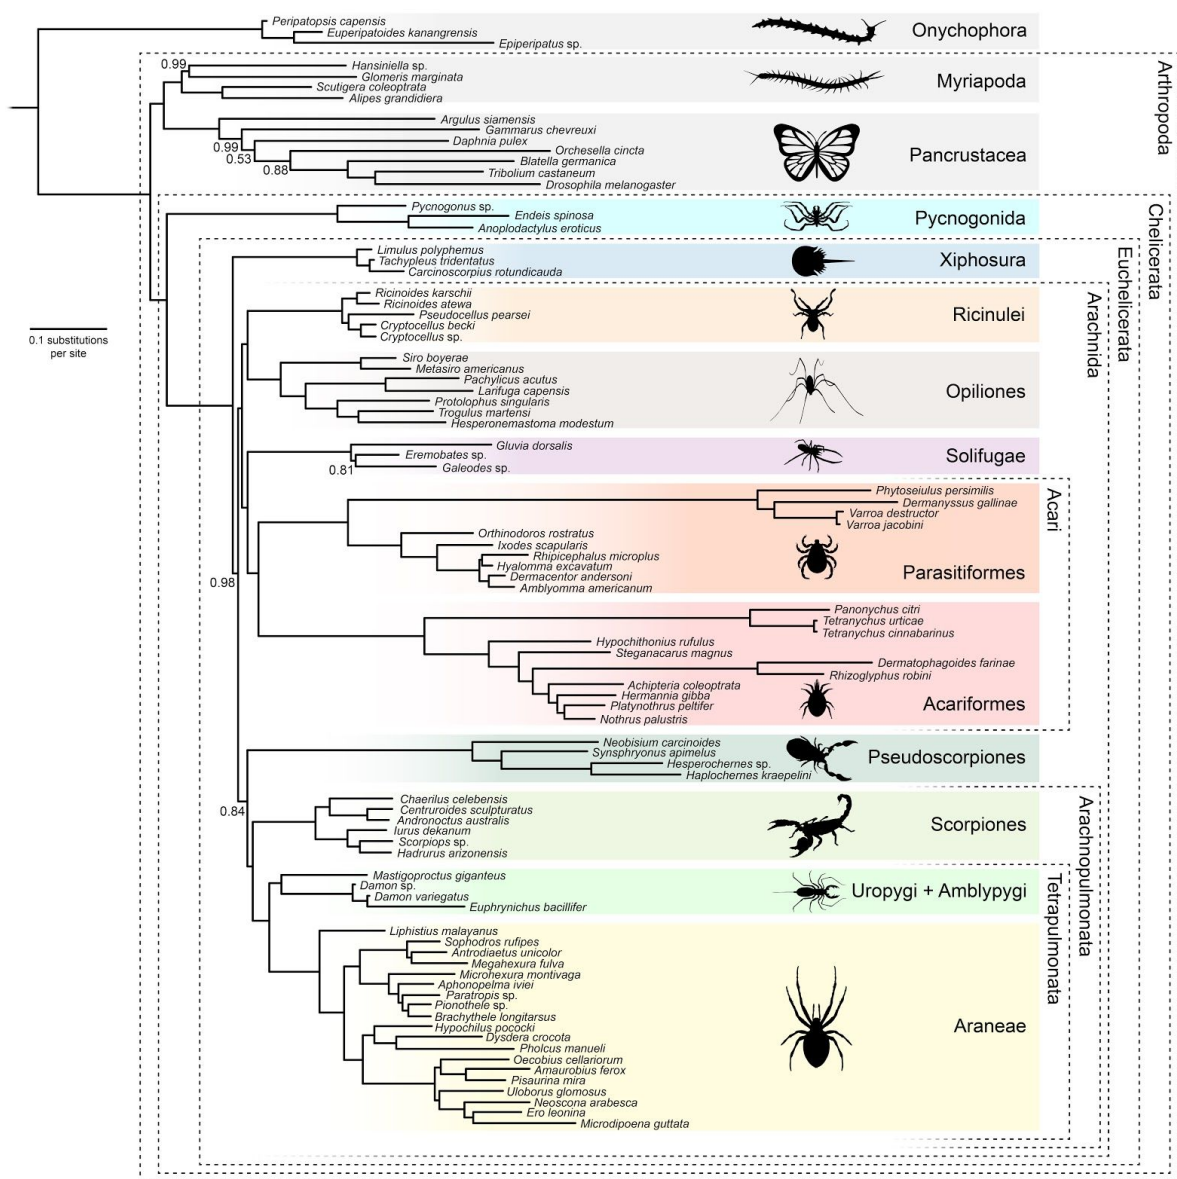 Peripatopsis capensis
Euperipatoides kanangrensis
Epiperipatus sp.
Onychophora
Arthropoda
0.99
Hansiniella sp.
Glomeris marginata
Scutigera coleoptrata
Alipes grandidiera
Myriapoda
Argulus siamensis
Gammarus chevreuxi
Daphnia pulex
Orchesella cincta
Blatella germanica
Tribolium castaneum
Drosophila melanogaster
0.99
0.53
0.88
Pancrustacea
Chelicerata
Pycnogonus sp.
Endeis spinosa
Anoplodactylus eroticus
Pycnogonida
Euchelicerata
Limulus polyphemus
Tachypleus tridentatus
Carcinoscorpius rotundicauda
Xiphosura
Arachnida
Ricinoides karschii
Ricinoides atewa
Pseudocellus pearsei
Cryptocellus becki
Cryptocellus sp.
Ricinulei
0.1 substitutions
per site
Siro boyerae
Metasiro americanus
Pachylicus acutus
Larifuga capensis
Protolophus singularis
Trogulus martensi
Hesperonemastoma modestum
Opiliones
Gluvia dorsalis
Eremobates sp.
Galeodes sp.
0.81
Solifugae
Acari
Phytoseiulus persimilis
Dermanyssus gallinae
Varroa destructor
Varroa jacobini
Orthinodoros rostratus
Ixodes scapularis
Rhipicephalus microplus
Hyalomma excavatum
Dermacentor andersoni
Amblyomma americanum
Parasitiformes
0.98
Panonychus citri
Tetranychus urticae
Tetranychus cinnabarinus
Hypochithonius rufulus
Steganacarus magnus
Dermatophagoides farinae
Rhizoglyphus robini
Achipteria coleoptrata
Hermannia gibba
Platynothrus peltifer
Nothrus palustris
Acariformes
Neobisium carcinoides
Synsphryonus apimelus
Hesperochernes sp.
Haplochernes kraepelini
Pseudoscorpiones
0.84
Arachnopulmonata
Chaerilus celebensis
Centruroides sculpturatus
Andronoctus australis
Iurus dekanum
Scorpiops sp.
Hadrurus arizonensis
Scorpiones
Tetrapulmonata
Mastigoproctus giganteus
Damon sp.
Damon variegatus
Euphrynichus bacillifer
Uropygi + Amblypygi
Liphistius malayanus
Sophodros rufipes
Antrodiaetus unicolor
Megahexura fulva
Microhexura montivaga
Aphonopelma iviei
Paratropis sp.
Pionothele sp.
Brachythele longitarsus
Hypochilus pococki
Dysdera crocota
Pholcus manueli
Oecobius cellariorum
Amaurobius ferox
Pisaurina mira
Uloborus glomosus
Neoscona arabesca
Ero leonina
Microdipoena guttata
Araneae